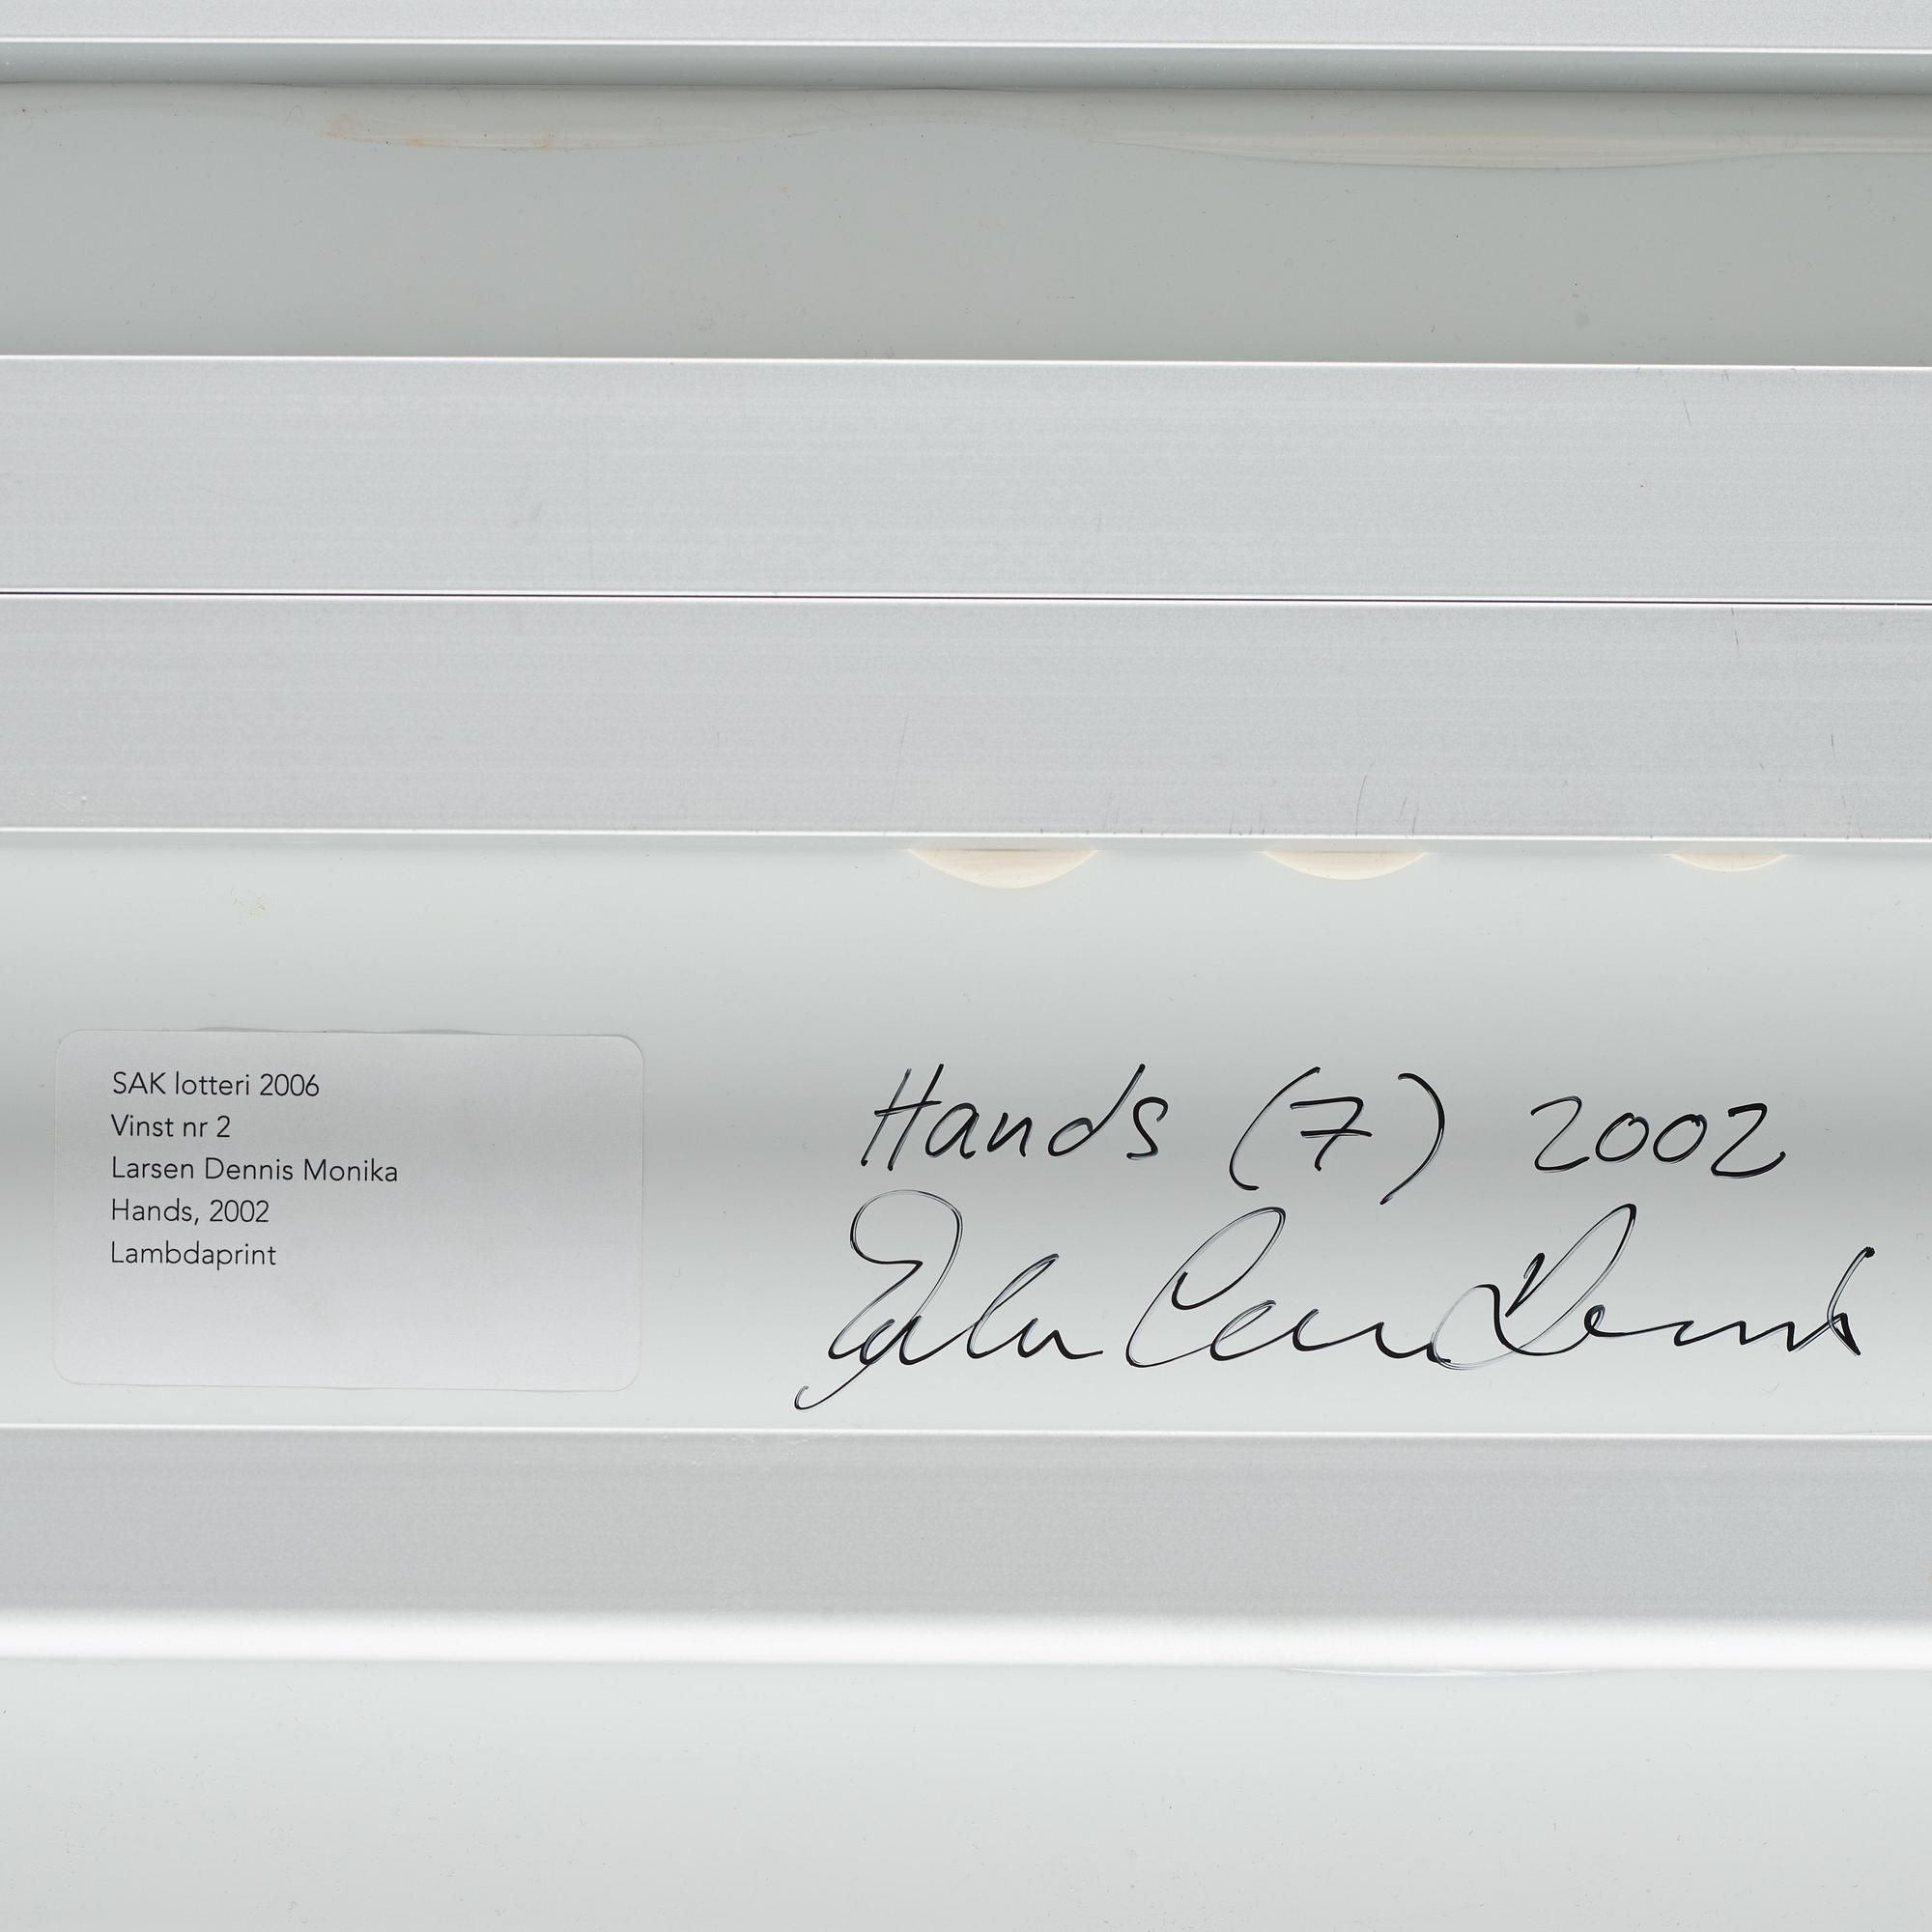 SAK lotteri 2006
Vinst nr 2
Larsen Dennis Monika
Hands, 2002
Lambdaprint
Hands (7) 2002